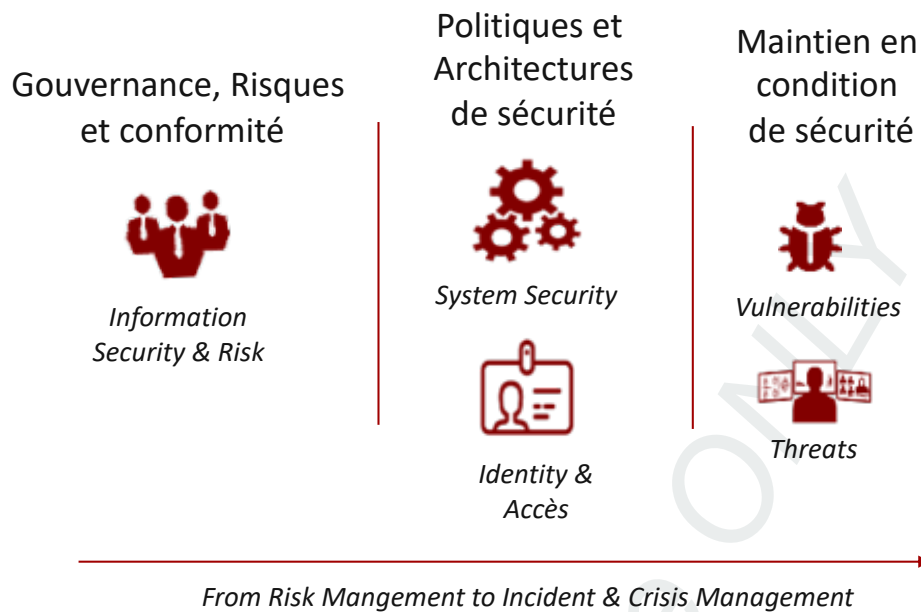 Gouvernance, Risques
et conformité
Information
Security & Risk
Politiques et
Architectures
de sécurité
System Security
Identity &
Accès
Maintien en
condition
de sécurité
Vulnerabilities
Threats
From Risk Mangement to Incident & Crisis Management
ONLY